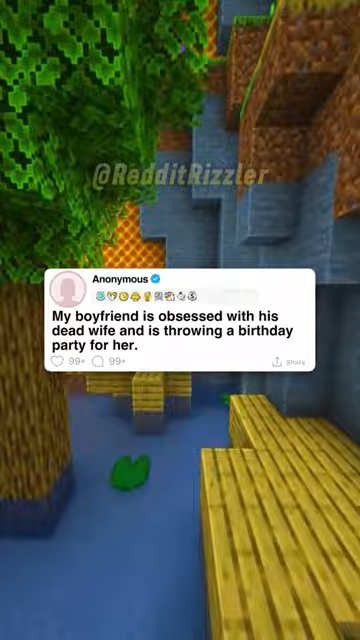 @RedditRizzler
Anonymous
My boyfriend is obsessed with his
dead wife and is throwing a birthday
party for her.
99+ 99+ Share